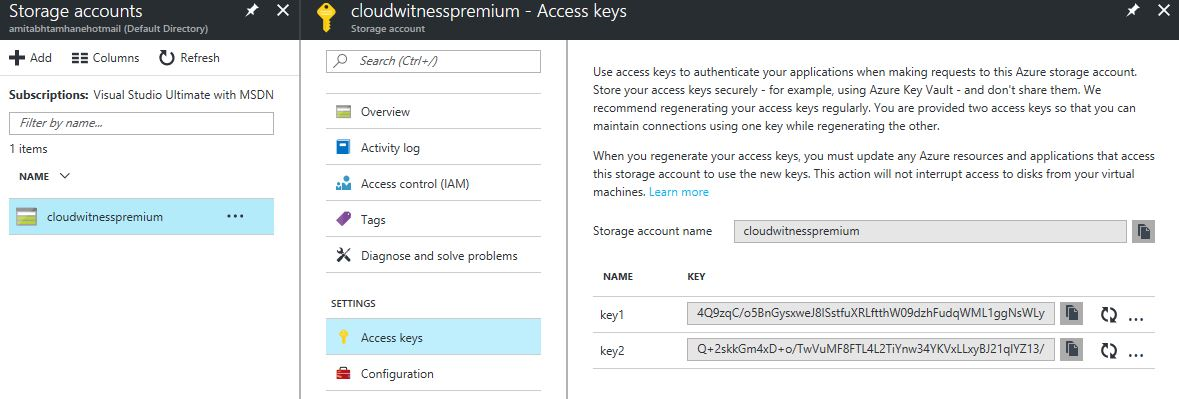 Storage accounts
amitabhtamhanehotmail (Default Directory)
Add Columns Refresh
Subscriptions: Visual Studio Ultimate with MSDN
Filter by name...
1 items
NAME
cloudwitnesspremium ...
cloudwitnesspremium - Access keys
Storage account
Search (Ctrl+/)
Overview
Activity log
Access control (IAM)
Tags
Diagnose and solve problems
SETTINGS
Access keys
Configuration
Use access keys to authenticate your applications when making requests to this Azure storage account.
Store your access keys securely - for example, using Azure Key Vault - and don't share them. We
recommend regenerating your access keys regularly. You are provided two access keys so that you can
maintain connections using one key while regenerating the other.
When you regenerate your access keys, you must update any Azure resources and applications that access
this storage account to use the new keys. This action will not interrupt access to disks from your virtual
machines. Learn more
Storage account name cloudwitnesspremium
NAME KEY
key1 4Q9zqC/o5BnGysxweJ8ISstfuXRLftthW09dzhFudqWML1ggNsWLy ...
key2 Q+2skkGm4xD+o/TwVuMF8FTL4L2TiYnw34YKVxLLxyBJ21qlYZ13/ ...